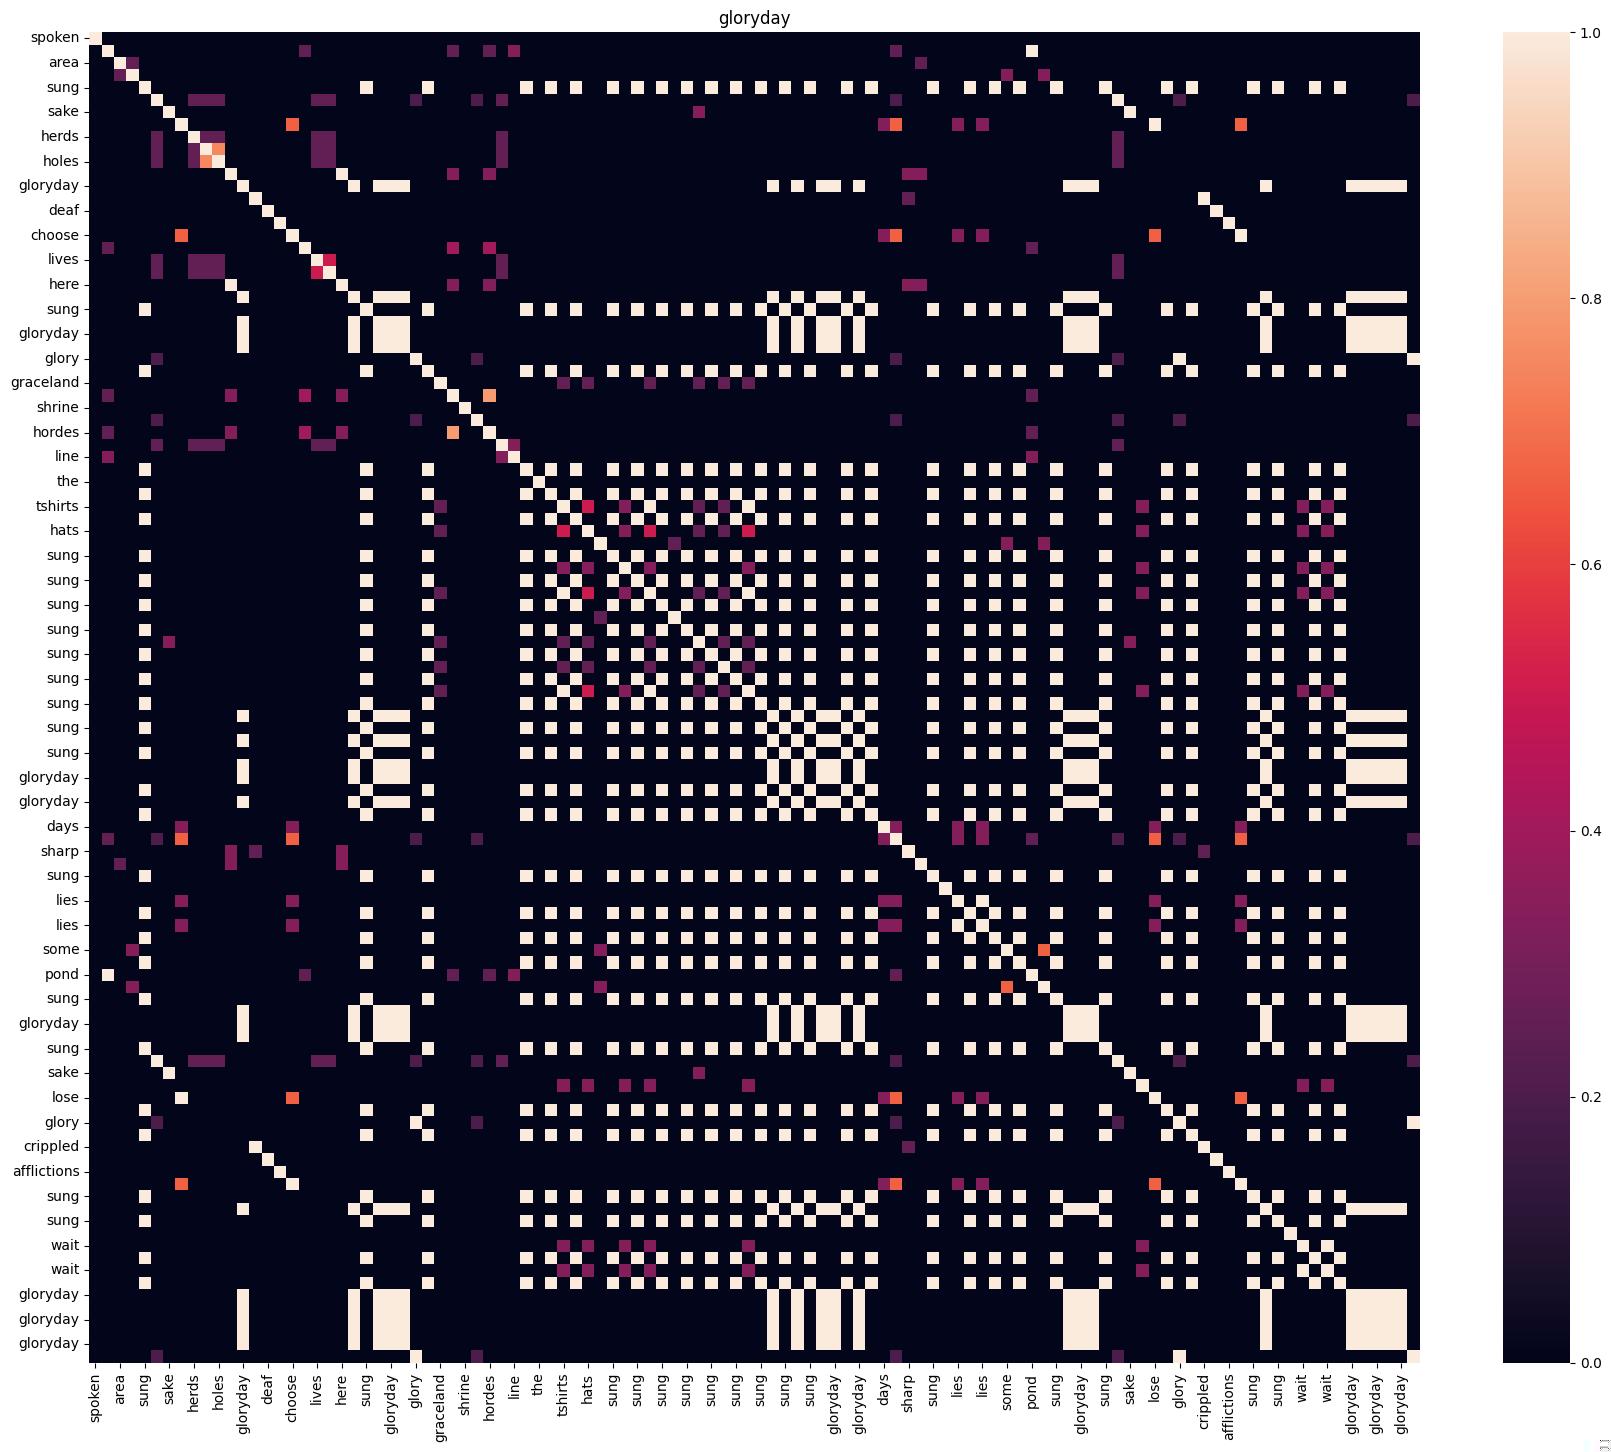 gloryday
spoken
area
sung
sake
herds
holes
gloryday
deaf
choose
lives
here
sung
gloryday
glory
graceland
shrine
hordes
line
the
tshirts
hats
sung
sung
sung
sung
sung
sung
sung
sung
sung
gloryday
gloryday
days
sharp
sung
lies
lies
some
pond
sung
gloryday
sung
sake
lose
glory
crippled
afflictions
sung
sung
wait
wait
gloryday
gloryday
gloryday
1.0
0.8
0.6
0.4
0.2
0.0
spoken area sung sake herds holes gloryday deaf choose lives here sung gloryday glory graceland shrine hordes line the tshirts hats sung sung sung sung sung sung sung sung sung gloryday gloryday days sharp sung lies lies some pond sung gloryday sung sake lose glory crippled afflictions sung sung wait wait gloryday gloryday gloryday